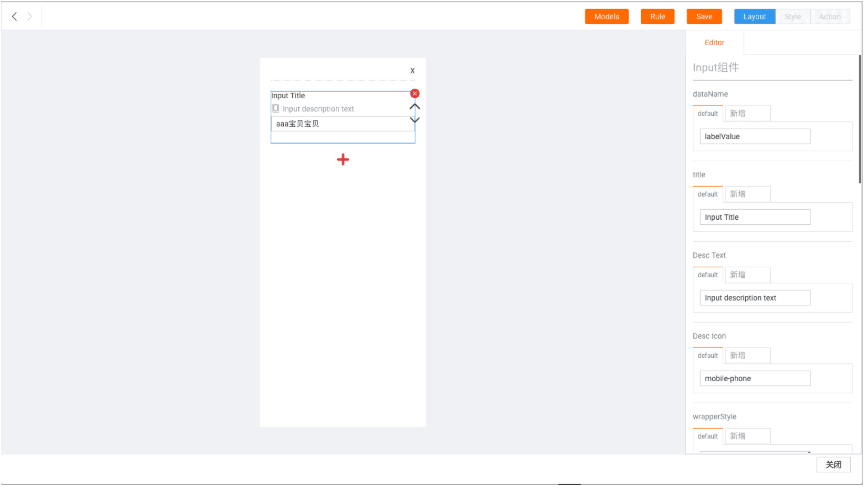 Models Rule Save Layout Style Action
Editor
Input组件
dataName
default 新增
labelValue
title
default 新增
Input Title
Desc Text
default 新增
Input description text
Desc Icon
default 新增
mobile-phone
wrapperStyle
default 新增
X
Input Title
Input description text
aaa宝贝宝贝
关闭